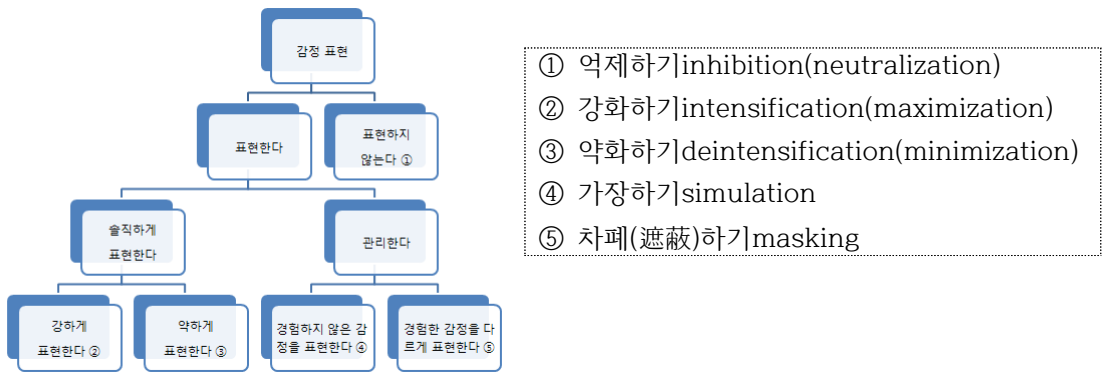 감정 표현
표현한다
표현하지
않는다 ①
솔직하게
표현한다
관리한다
강하게
표현한다 ②
약하게
표현한다 ③
경험하지 않은 감
정을 표현한다 ④
경험한 감정을 다
르게 표현한다 ⑤
① 억제하기inhibition(neutralization)
② 강화하기intensification(maximization)
③ 약화하기deintensification(minimization)
④ 가장하기simulation
⑤ 차폐(遮蔽)하기masking